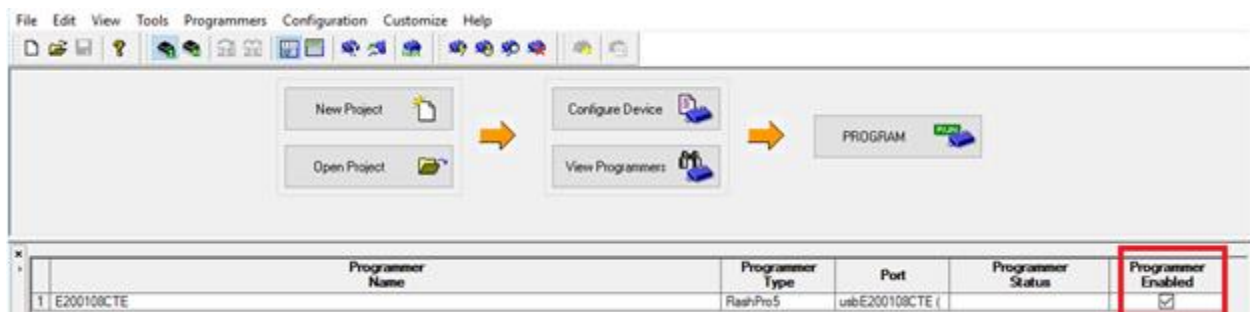 File Edit View Tools Programmers Configuration Customize Help
New Project
Configure Device
PROGRAM
Open Project
View Programmers
Programmer Name
Programmer Type
Port
Programmer Status
Programmer Enabled
1 E200108CTE FlashPro5 usbE200108CTE (